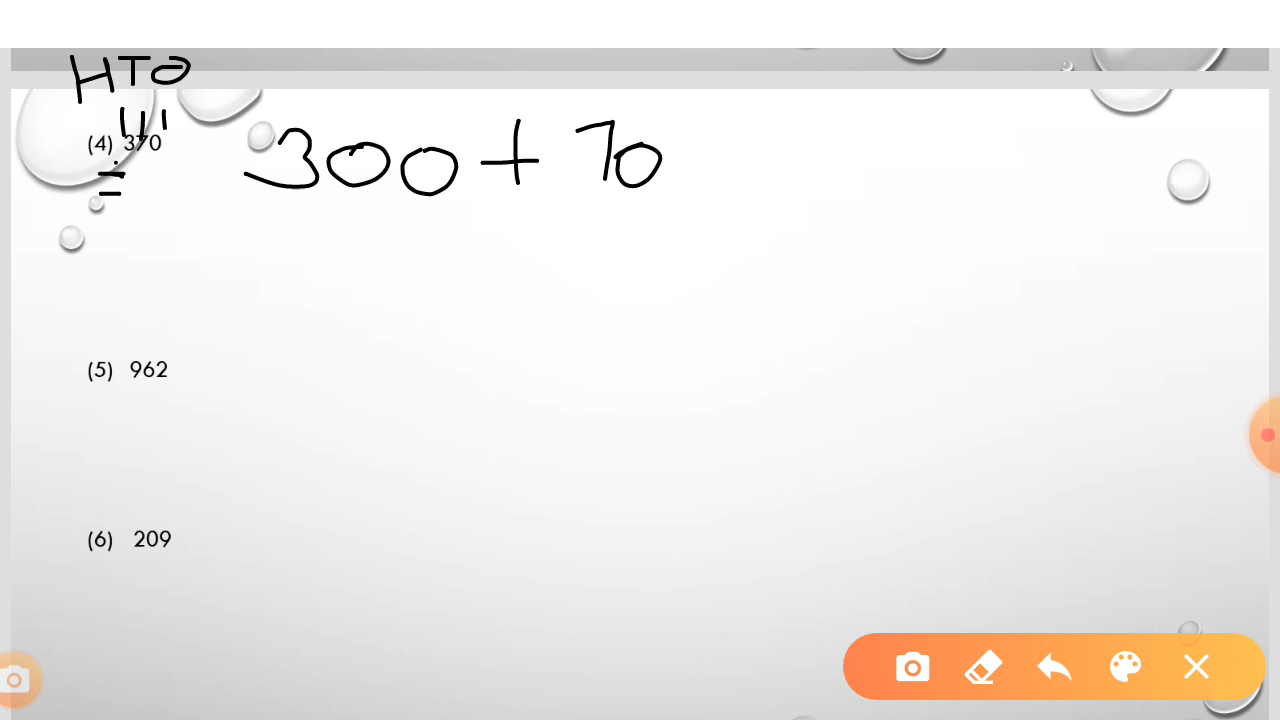 HTO
(4) 370 300 + 70
=
(5) 962
(6) 209